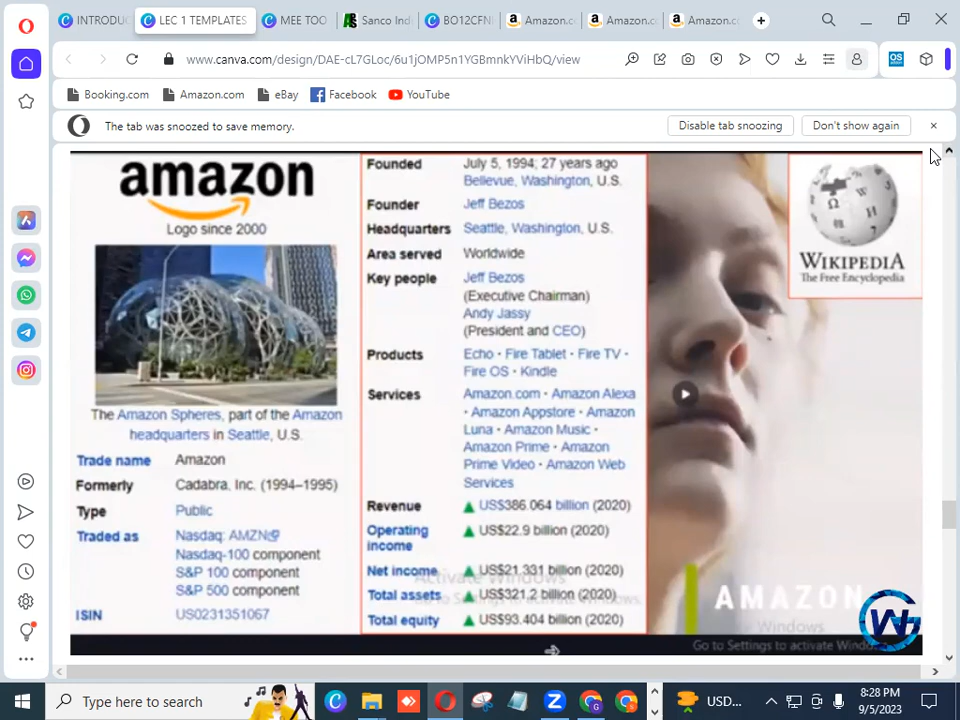 INTRODUC
LEC 1 TEMPLATES
MEE TOO
Sanco Ind
BO12CFN
Amazon.c
Amazon.c
Amazon.c
www.canva.com/design/DAE-cL7GLoc/6u1jOMP5n1YGBmnkYViHbQ/view
Booking.com
Amazon.com
eBay
Facebook
YouTube
The tab was snoozed to save memory.
Disable tab snoozing
Don't show again
amazon
Logo since 2000
The Amazon Spheres, part of the Amazon
headquarters in Seattle, U.S.
Trade name Amazon
Formerly Cadabra, Inc. (1994–1995)
Type Public
Traded as Nasdaq: AMZN
Nasdaq-100 component
S&P 100 component
S&P 500 component
ISIN US0231351067
Founded July 5, 1994; 27 years ago
Bellevue, Washington, U.S.
Founder Jeff Bezos
Headquarters Seattle, Washington, U.S.
Area served Worldwide
Key people Jeff Bezos
(Executive Chairman)
Andy Jassy
(President and CEO)
Products Echo · Fire Tablet · Fire TV ·
Fire OS · Kindle
Services Amazon.com · Amazon Alexa
· Amazon Appstore · Amazon
Luna · Amazon Music ·
Amazon Prime · Amazon
Prime Video · Amazon Web
Services
Revenue US$386.064 billion (2020)
Operating income US$22.9 billion (2020)
Net income US$21.331 billion (2020)
Total assets US$321.2 billion (2020)
Total equity US$93.404 billion (2020)
Activate Windows
Go to Settings to activate Windows.
WIKIPEDIA
The Free Encyclopedia
AMAZON
Go to Settings to activate Windows
Type here to search
USD...
8:28 PM
9/5/2023